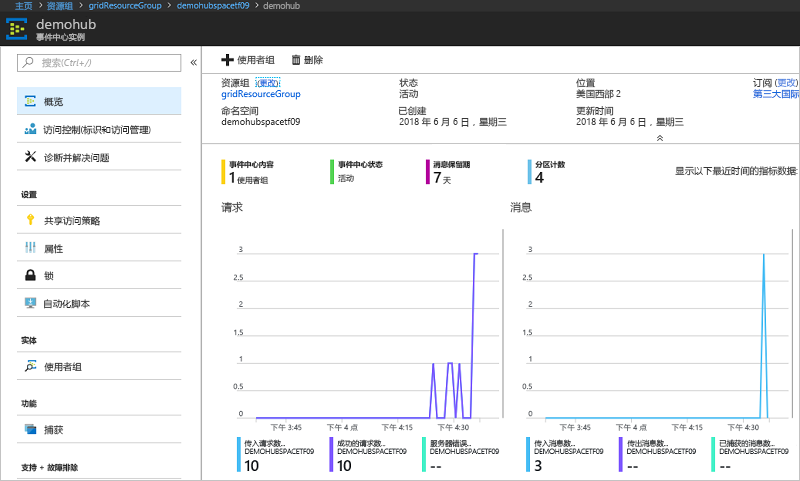 主页 > 资源组 > gridResourceGroup > demohubspacetf09 > demohub
demohub
事件中心实例
搜索(Ctrl+/)
«
概览
访问控制(标识和访问管理)
诊断并解决问题
设置
共享访问策略
属性
锁
自动化脚本
实体
使用者组
功能
捕获
支持 + 故障排除
使用者组 删除
资源组 (更改) 状态 位置 订阅 (更改)
gridResourceGroup 活动 美国西部 2 第三大国际
命名空间 已创建 更新时间
demohubspacetf09 2018 年 6 月 6 日，星期三 2018 年 6 月 6 日，星期三
事件中心内容 事件中心状态 消息保留期 分区计数
1 使用者组 活动 7 天 4
显示以下最近时间的指标数据:
请求
3
2.5
2
1.5
1
0.5
0
下午 3:45 下午 4 点 下午 4:15 下午 4:30
传入请求数... 成功的请求数... 服务器错误...
DEMOHUBSPACETF09 DEMOHUBSPACETF09 DEMOHUBSPACETF09
10 10 --
消息
3
2.5
2
1.5
1
0.5
0
下午 3:45 下午 4 点 下午 4:15 下午 4:30
传入消息数... 传出消息数... 已捕获的消息数...
DEMOHUBSPACETF09 DEMOHUBSPACETF09 DEMOHUBSPACETF09
3 -- --